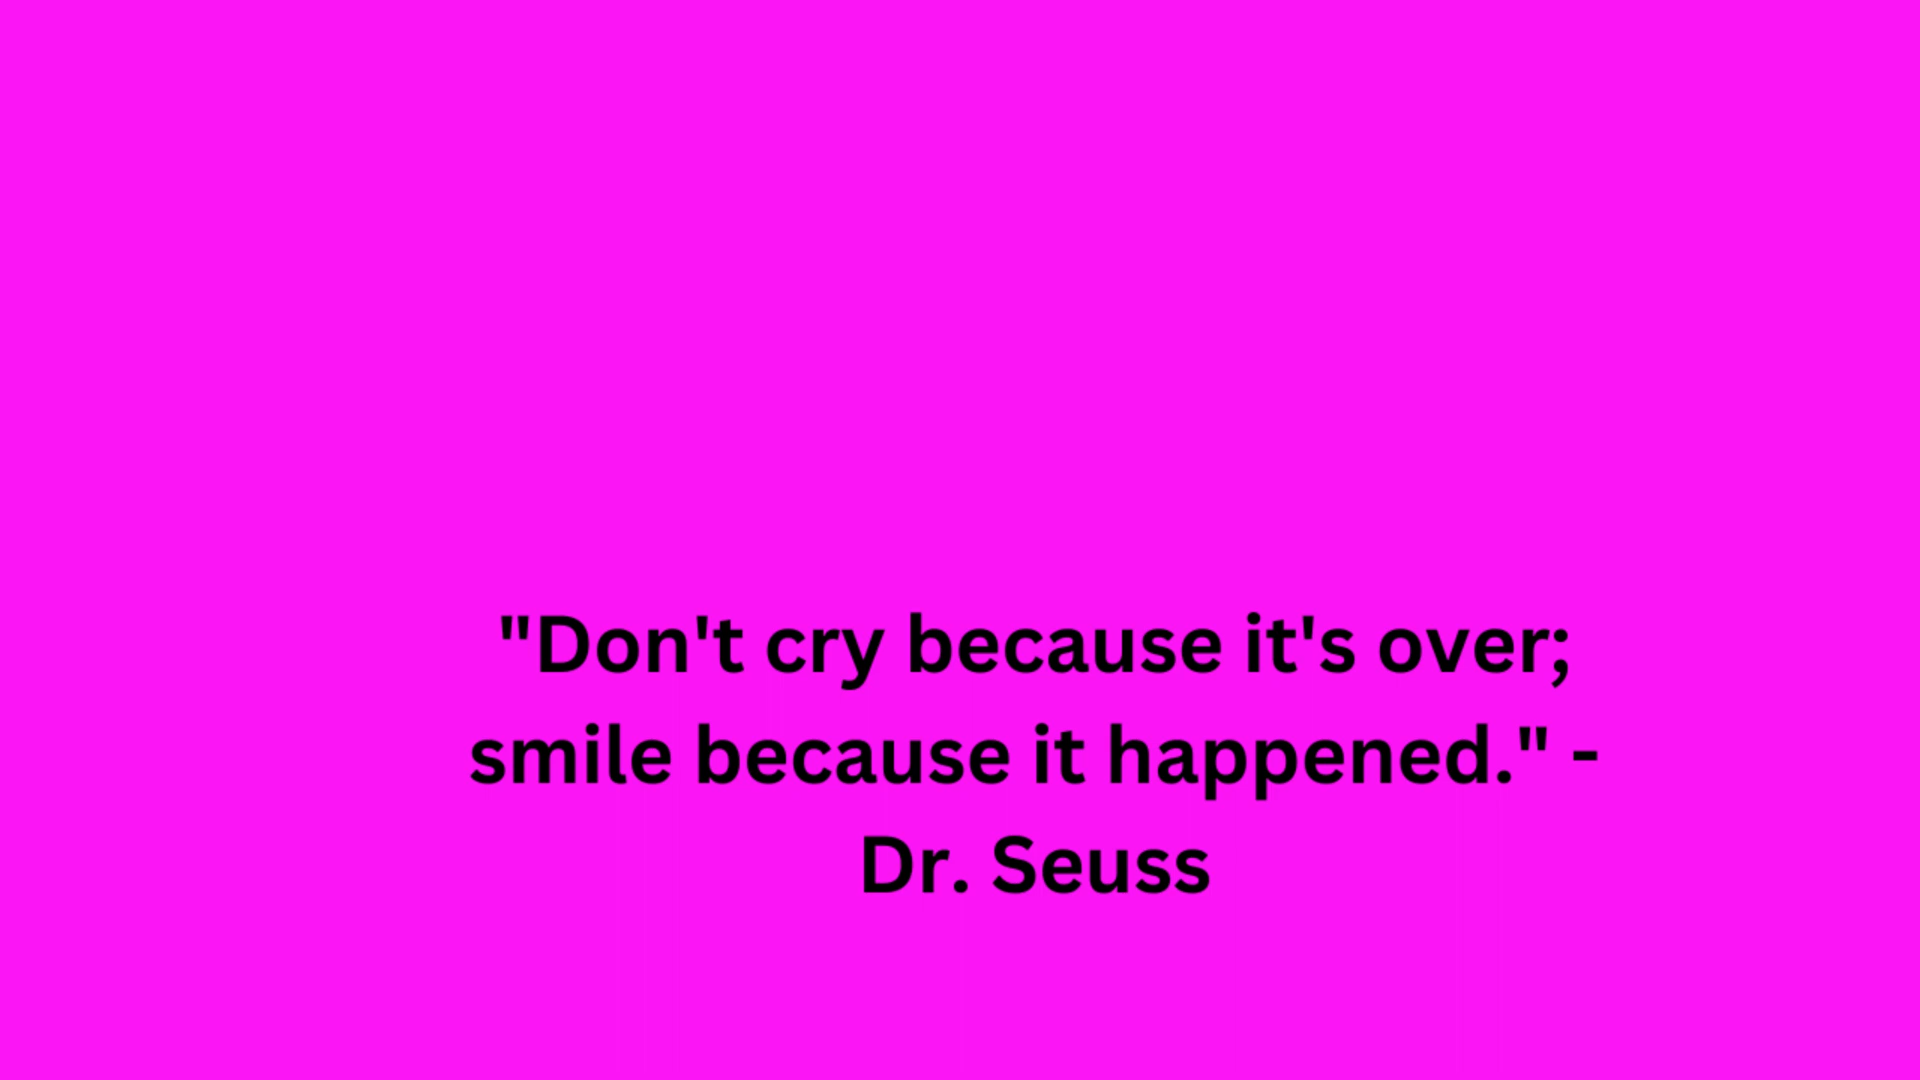 "Don't cry because it's over;
smile because it happened." -
Dr. Seuss